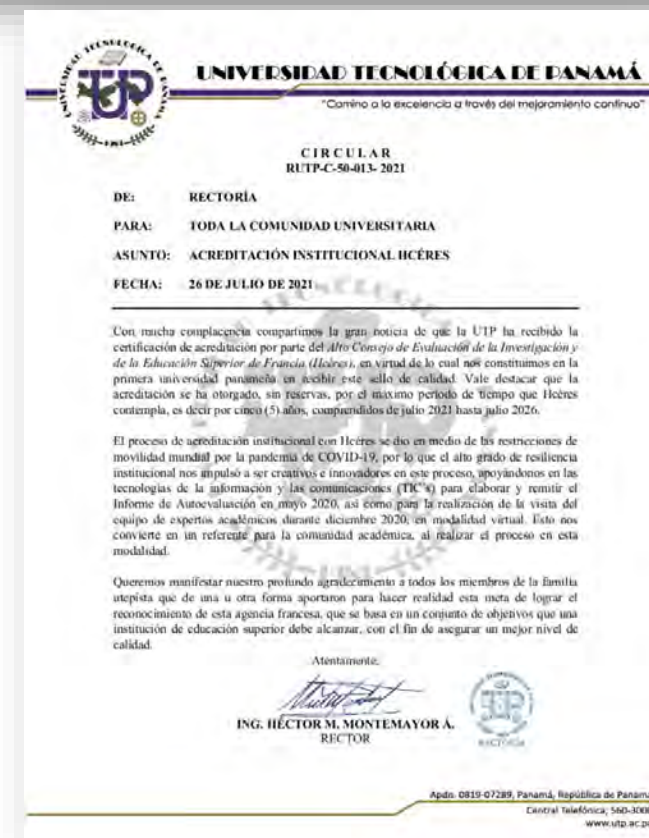 UNIVERSIDAD TECNOLÓGICA DE PANAMÁ
"Camino a la excelencia a través del mejoramiento continuo"
CIRCULAR
RUTP-C-50-013- 2021
DE: RECTORÍA
PARA: TODA LA COMUNIDAD UNIVERSITARIA
ASUNTO: ACREDITACIÓN INSTITUCIONAL HCÉRES
FECHA: 26 DE JULIO DE 2021
Con mucha complacencia compartimos la gran noticia de que la UTP ha recibido la
certificación de acreditación por parte del Alto Consejo de Evaluación de la Investigación y
de la Educación Superior de Francia (Hcéres), en virtud de lo cual nos constituimos en la
primera universidad panameña en recibir este sello de calidad. Vale destacar que la
acreditación se ha otorgado, sin reservas, por el máximo periodo de tiempo que Hcéres
contempla, es decir por cinco (5) años, comprendidos de julio 2021 hasta julio 2026.
El proceso de acreditación institucional con Hcéres se dio en medio de las restricciones de
movilidad mundial por la pandemia de COVID-19, por lo que el alto grado de resiliencia
institucional nos impulsó a ser creativos e innovadores en este proceso, apoyándonos en las
tecnologías de la información y las comunicaciones (TIC's) para elaborar y remitir el
Informe de Autoevaluación en mayo 2020, así como para la realización de la visita del
equipo de expertos académicos durante diciembre 2020, en modalidad virtual. Esto nos
convierte en un referente para la comunidad académica, al realizar el proceso en esta
modalidad.
Queremos manifestar nuestro profundo agradecimiento a todos los miembros de la familia
utepista que de una u otra forma aportaron para hacer realidad esta meta de lograr el
reconocimiento de esta agencia francesa, que se basa en un conjunto de objetivos que una
institución de educación superior debe alcanzar, con el fin de asegurar un mejor nivel de
calidad.
Atentamente,
ING. HÉCTOR M. MONTEMAYOR Á.
RECTOR
RECTORÍA
Apdo. 0819-07289, Panamá, República de Panamá
Central Telefónica; 560-3000
www.utp.ac.pa